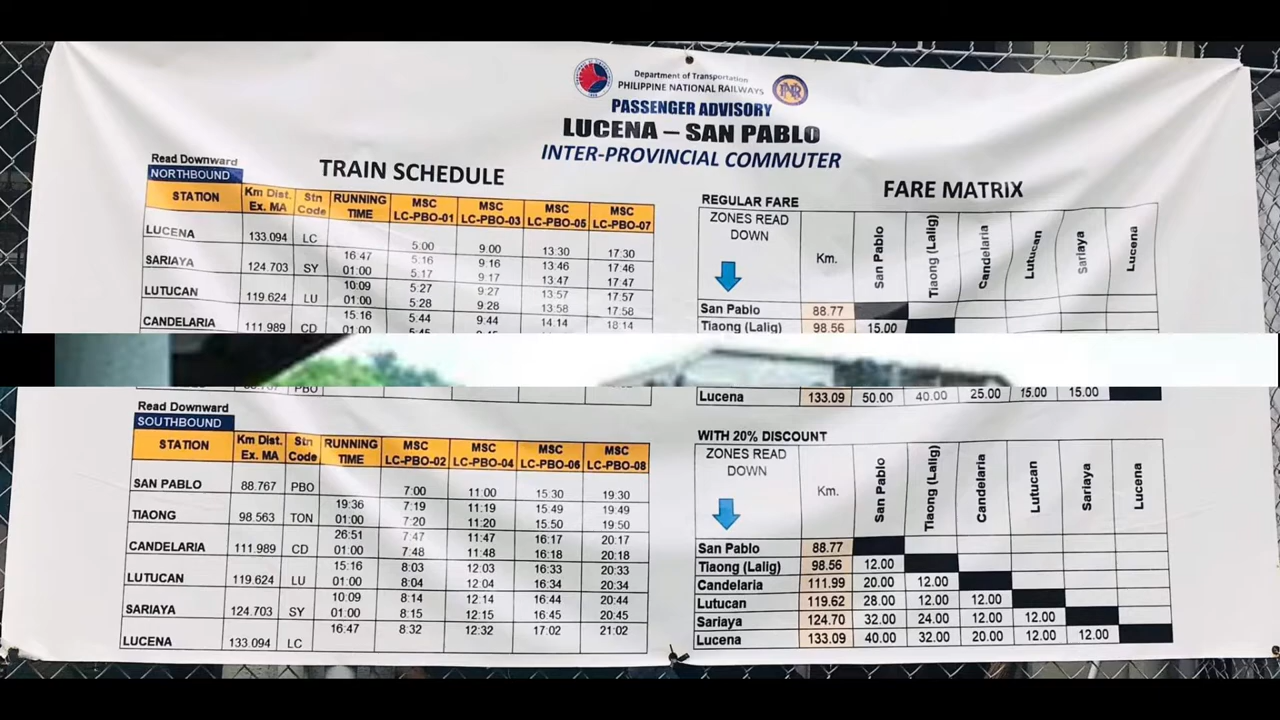 Department of Transportation
PHILIPPINE NATIONAL RAILWAYS
PASSENGER ADVISORY
LUCENA – SAN PABLO
INTER-PROVINCIAL COMMUTER
TRAIN SCHEDULE
Read Downward
NORTHBOUND
STATION Km Dist. Ex. MA Stn Code RUNNING TIME MSC LC-PBO-01 MSC LC-PBO-03 MSC LC-PBO-05 MSC LC-PBO-07
LUCENA 133.094 LC 5:00 9:00 13:30 17:30
16:47 5:16 9:16 13:46 17:46
SARIAYA 124.703 SY 01:00 5:17 9:17 13:47 17:47
10:09 5:27 9:27 13:57 17:57
LUTUCAN 119.624 LU 01:00 5:28 9:28 13:58 17:58
15:16 5:44 9:44 14:14 18:14
CANDELARIA 111.989 CD 01:00
PBO
FARE MATRIX
REGULAR FARE
ZONES READ DOWN Km. San Pablo Tiaong (Lalig) Candelaria Lutucan Sariaya Lucena
San Pablo 88.77
Tiaong (Lalig) 98.56 15.00
Lucena 133.09 50.00 40.00 25.00 15.00 15.00
Read Downward
SOUTHBOUND
STATION Km Dist. Ex. MA Stn Code RUNNING TIME MSC LC-PBO-02 MSC LC-PBO-04 MSC LC-PBO-06 MSC LC-PBO-08
SAN PABLO 88.767 PBO 7:00 11:00 15:30 19:30
19:36 7:19 11:19 15:49 19:49
TIAONG 98.563 TON 01:00 7:20 11:20 15:50 19:50
26:51 7:47 11:47 16:17 20:17
CANDELARIA 111.989 CD 01:00 7:48 11:48 16:18 20:18
15:16 8:03 12:03 16:33 20:33
LUTUCAN 119.624 LU 01:00 8:04 12:04 16:34 20:34
10:09 8:14 12:14 16:44 20:44
SARIAYA 124.703 SY 01:00 8:15 12:15 16:45 20:45
16:47 8:32 12:32 17:02 21:02
LUCENA 133.094 LC
WITH 20% DISCOUNT
ZONES READ DOWN Km. San Pablo Tiaong (Lalig) Candelaria Lutucan Sariaya Lucena
San Pablo 88.77
Tiaong (Lalig) 98.56 12.00
Candelaria 111.99 20.00 12.00
Lutucan 119.62 28.00 12.00 12.00
Sariaya 124.70 32.00 24.00 12.00 12.00
Lucena 133.09 40.00 32.00 20.00 12.00 12.00